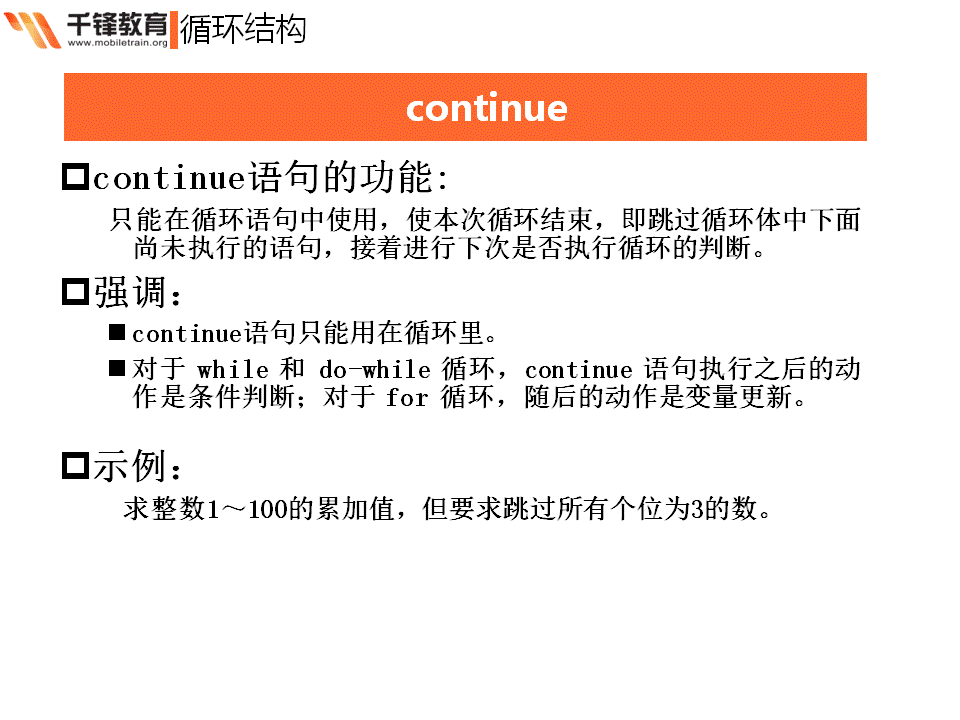 千锋教育 循环结构
www.mobiletrain.org
continue
continue语句的功能:
只能在循环语句中使用，使本次循环结束，即跳过循环体中下面
尚未执行的语句，接着进行下次是否执行循环的判断。
强调：
continue语句只能用在循环里。
对于 while 和 do-while 循环，continue 语句执行之后的动
作是条件判断；对于 for 循环，随后的动作是变量更新。
示例：
求整数1～100的累加值，但要求跳过所有个位为3的数。